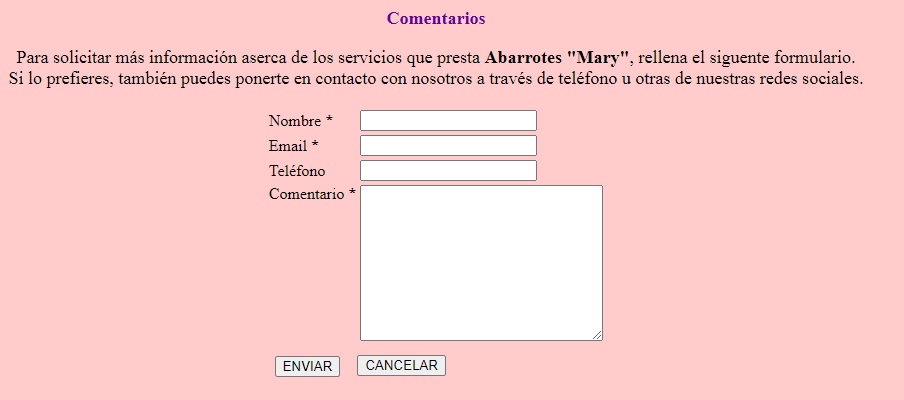 Comentarios
Para solicitar más información aserca de los servicios que presta Abarrotes "Mary", rellena el siguente formulario.
Si lo prefieres, también puedes ponerte en contacto con nosotros a través de teléfono u otras de nuestras redes sociales.
Nombre *
Email *
Teléfono
Comentario *
ENVIAR CANCELAR